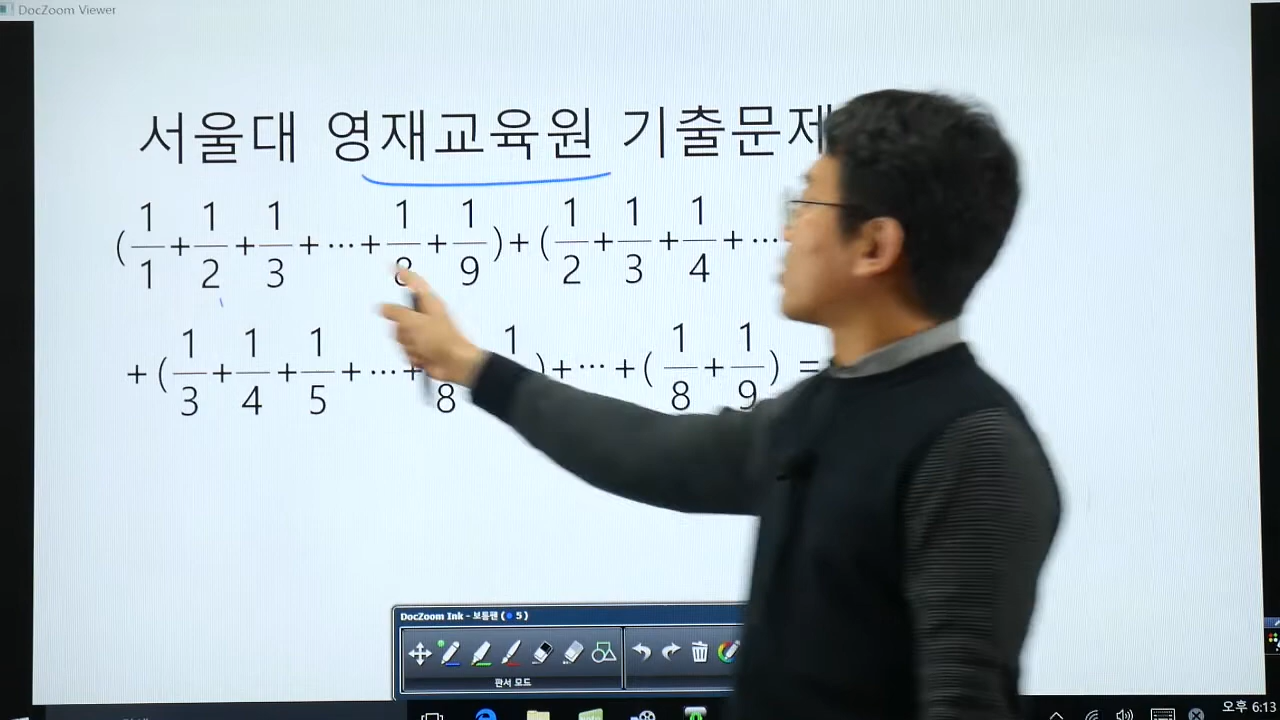 DocZoom Viewer
서울대 영재교육원 기출문제
(1/1+1/2+1/3+⋯+1/8+1/9)+(1/2+1/3+1/4+⋯
+(1/3+1/4+1/5+⋯+1/8 )+⋯+(1/8+1/9) =
DocZoom Ink - 보통펜 ( 5 )
판서 모드
오후 6:13